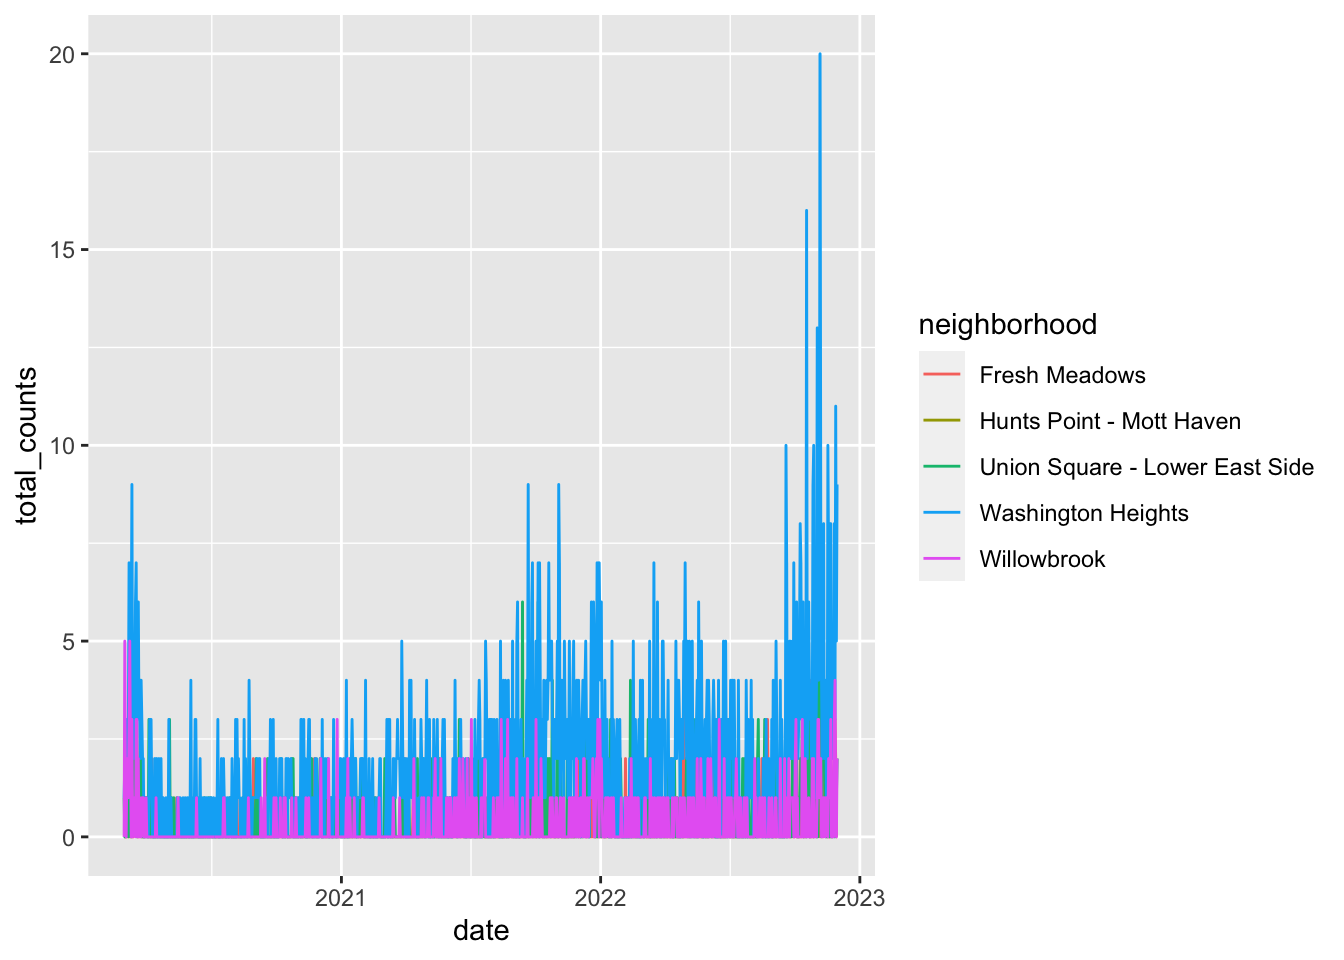 20
15
10
5
0
total_counts
2021
2022
2023
date
neighborhood
Fresh Meadows
Hunts Point - Mott Haven
Union Square - Lower East Side
Washington Heights
Willowbrook